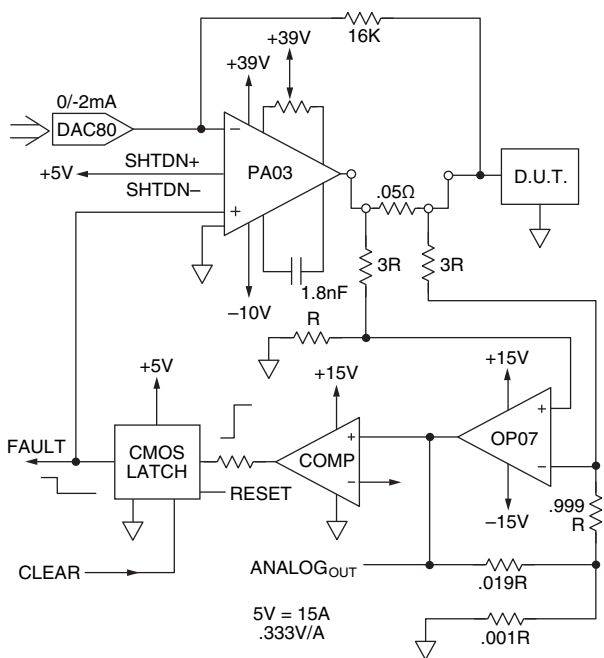 16K
+39V
+39V
0/-2mA
DAC80
–
SHTDN+
+5V
SHTDN–
PA03
+
.05Ω
D.U.T.
3R
3R
1.8nF
–10V
R
+5V
+15V
+15V
+
OP07
–
FAULT
CMOS
LATCH
+
COMP
–
RESET
–15V
.999
R
CLEAR
ANALOGOUT
.019R
5V = 15A
.333V/A
.001R